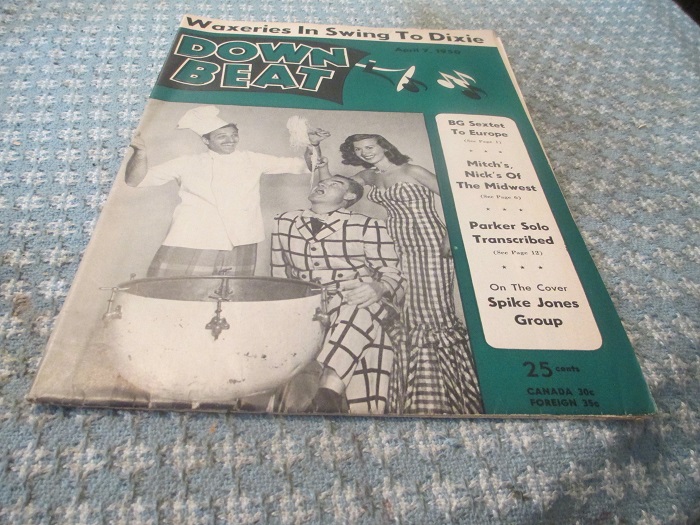 Waxeries In Swing To Dixie
DOWN
BEAT
April 7, 1950
BG Sextet
To Europe
(See Page 1)
* * *
Mitch's,
Nick's Of
The Midwest
(See Page 6)
* * *
Parker Solo
Transcribed
(See Page 12)
* * *
On The Cover
Spike Jones
Group
25 cents
CANADA 30c
FOREIGN 35c